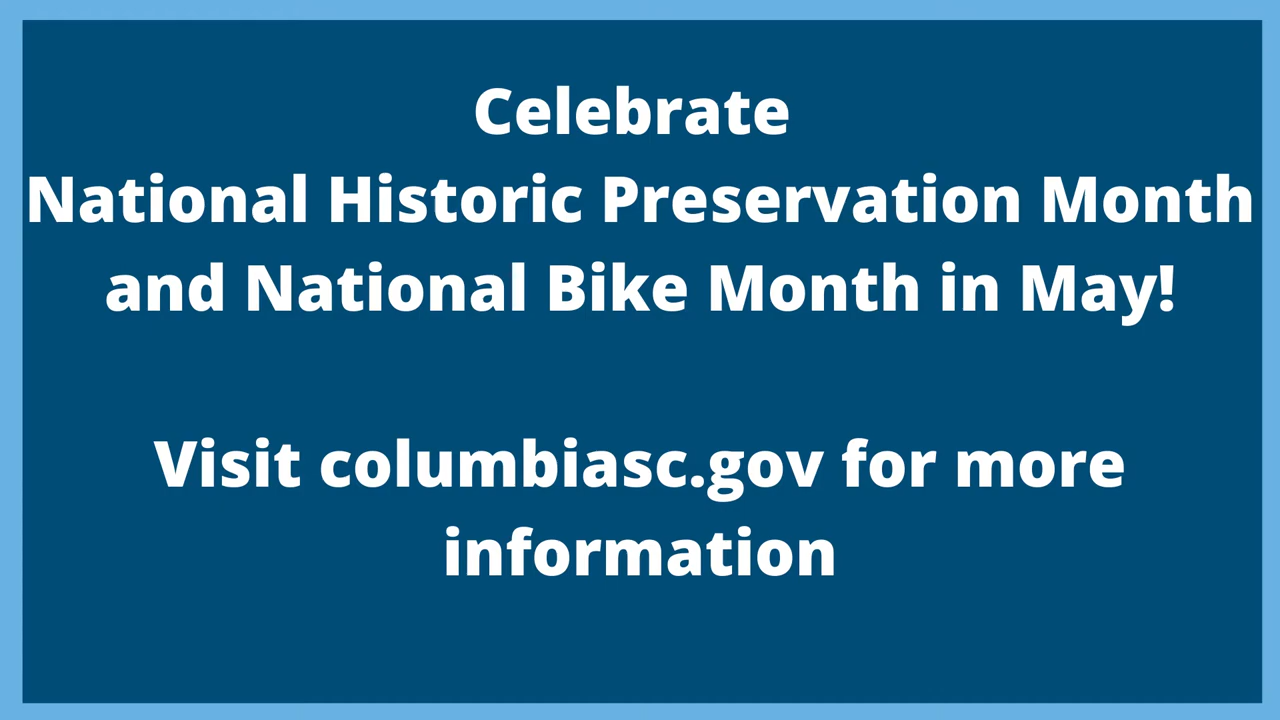 Celebrate
National Historic Preservation Month
and National Bike Month in May!
Visit columbiasc.gov for more
information